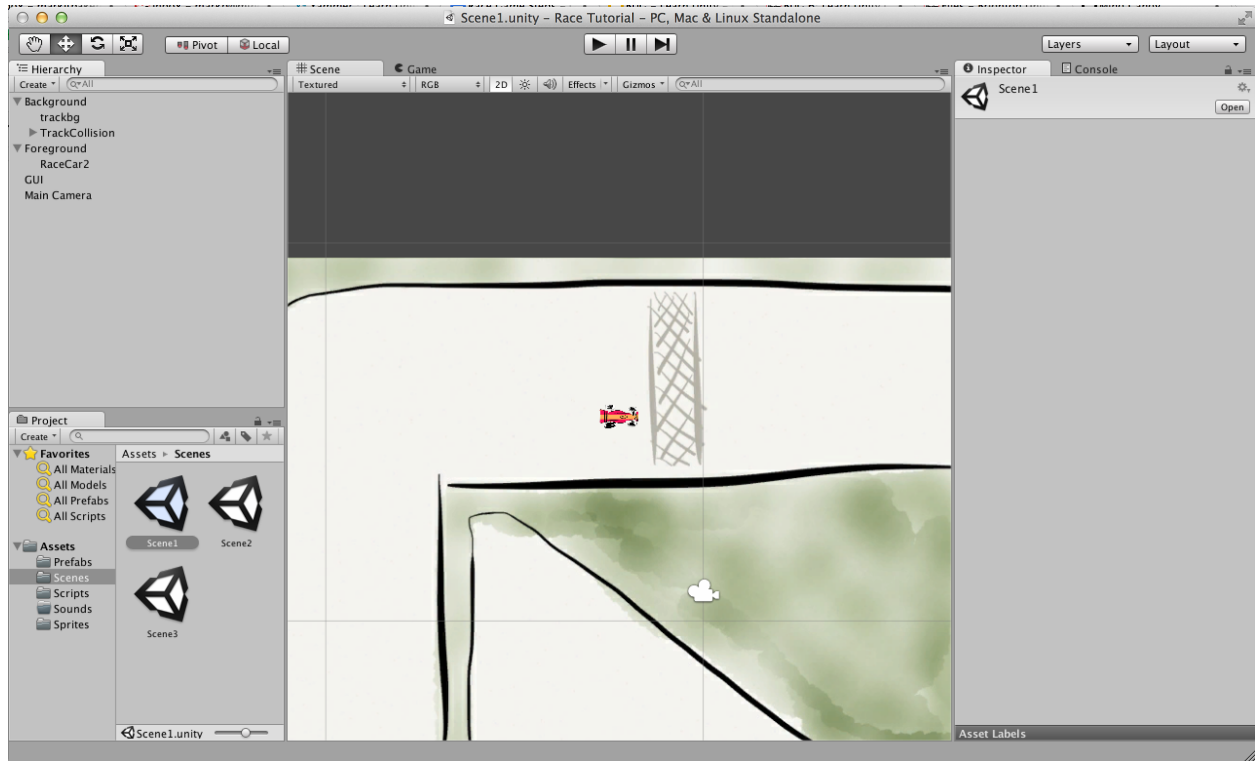 Scene1.unity – Race Tutorial – PC, Mac & Linux Standalone
Pivot Local Layers Layout
Hierarchy
Create All
Background
trackbg
TrackCollision
Foreground
RaceCar2
GUI
Main Camera
Scene Game
Textured RGB 2D Effects Gizmos All
Inspector Console
Scene1
Open
Project
Create
Favorites
All Materials
All Models
All Prefabs
All Scripts
Assets
Prefabs
Scenes
Scripts
Sounds
Sprites
Assets Scenes
Scene1 Scene2
Scene3
Scene1.unity
Asset Labels